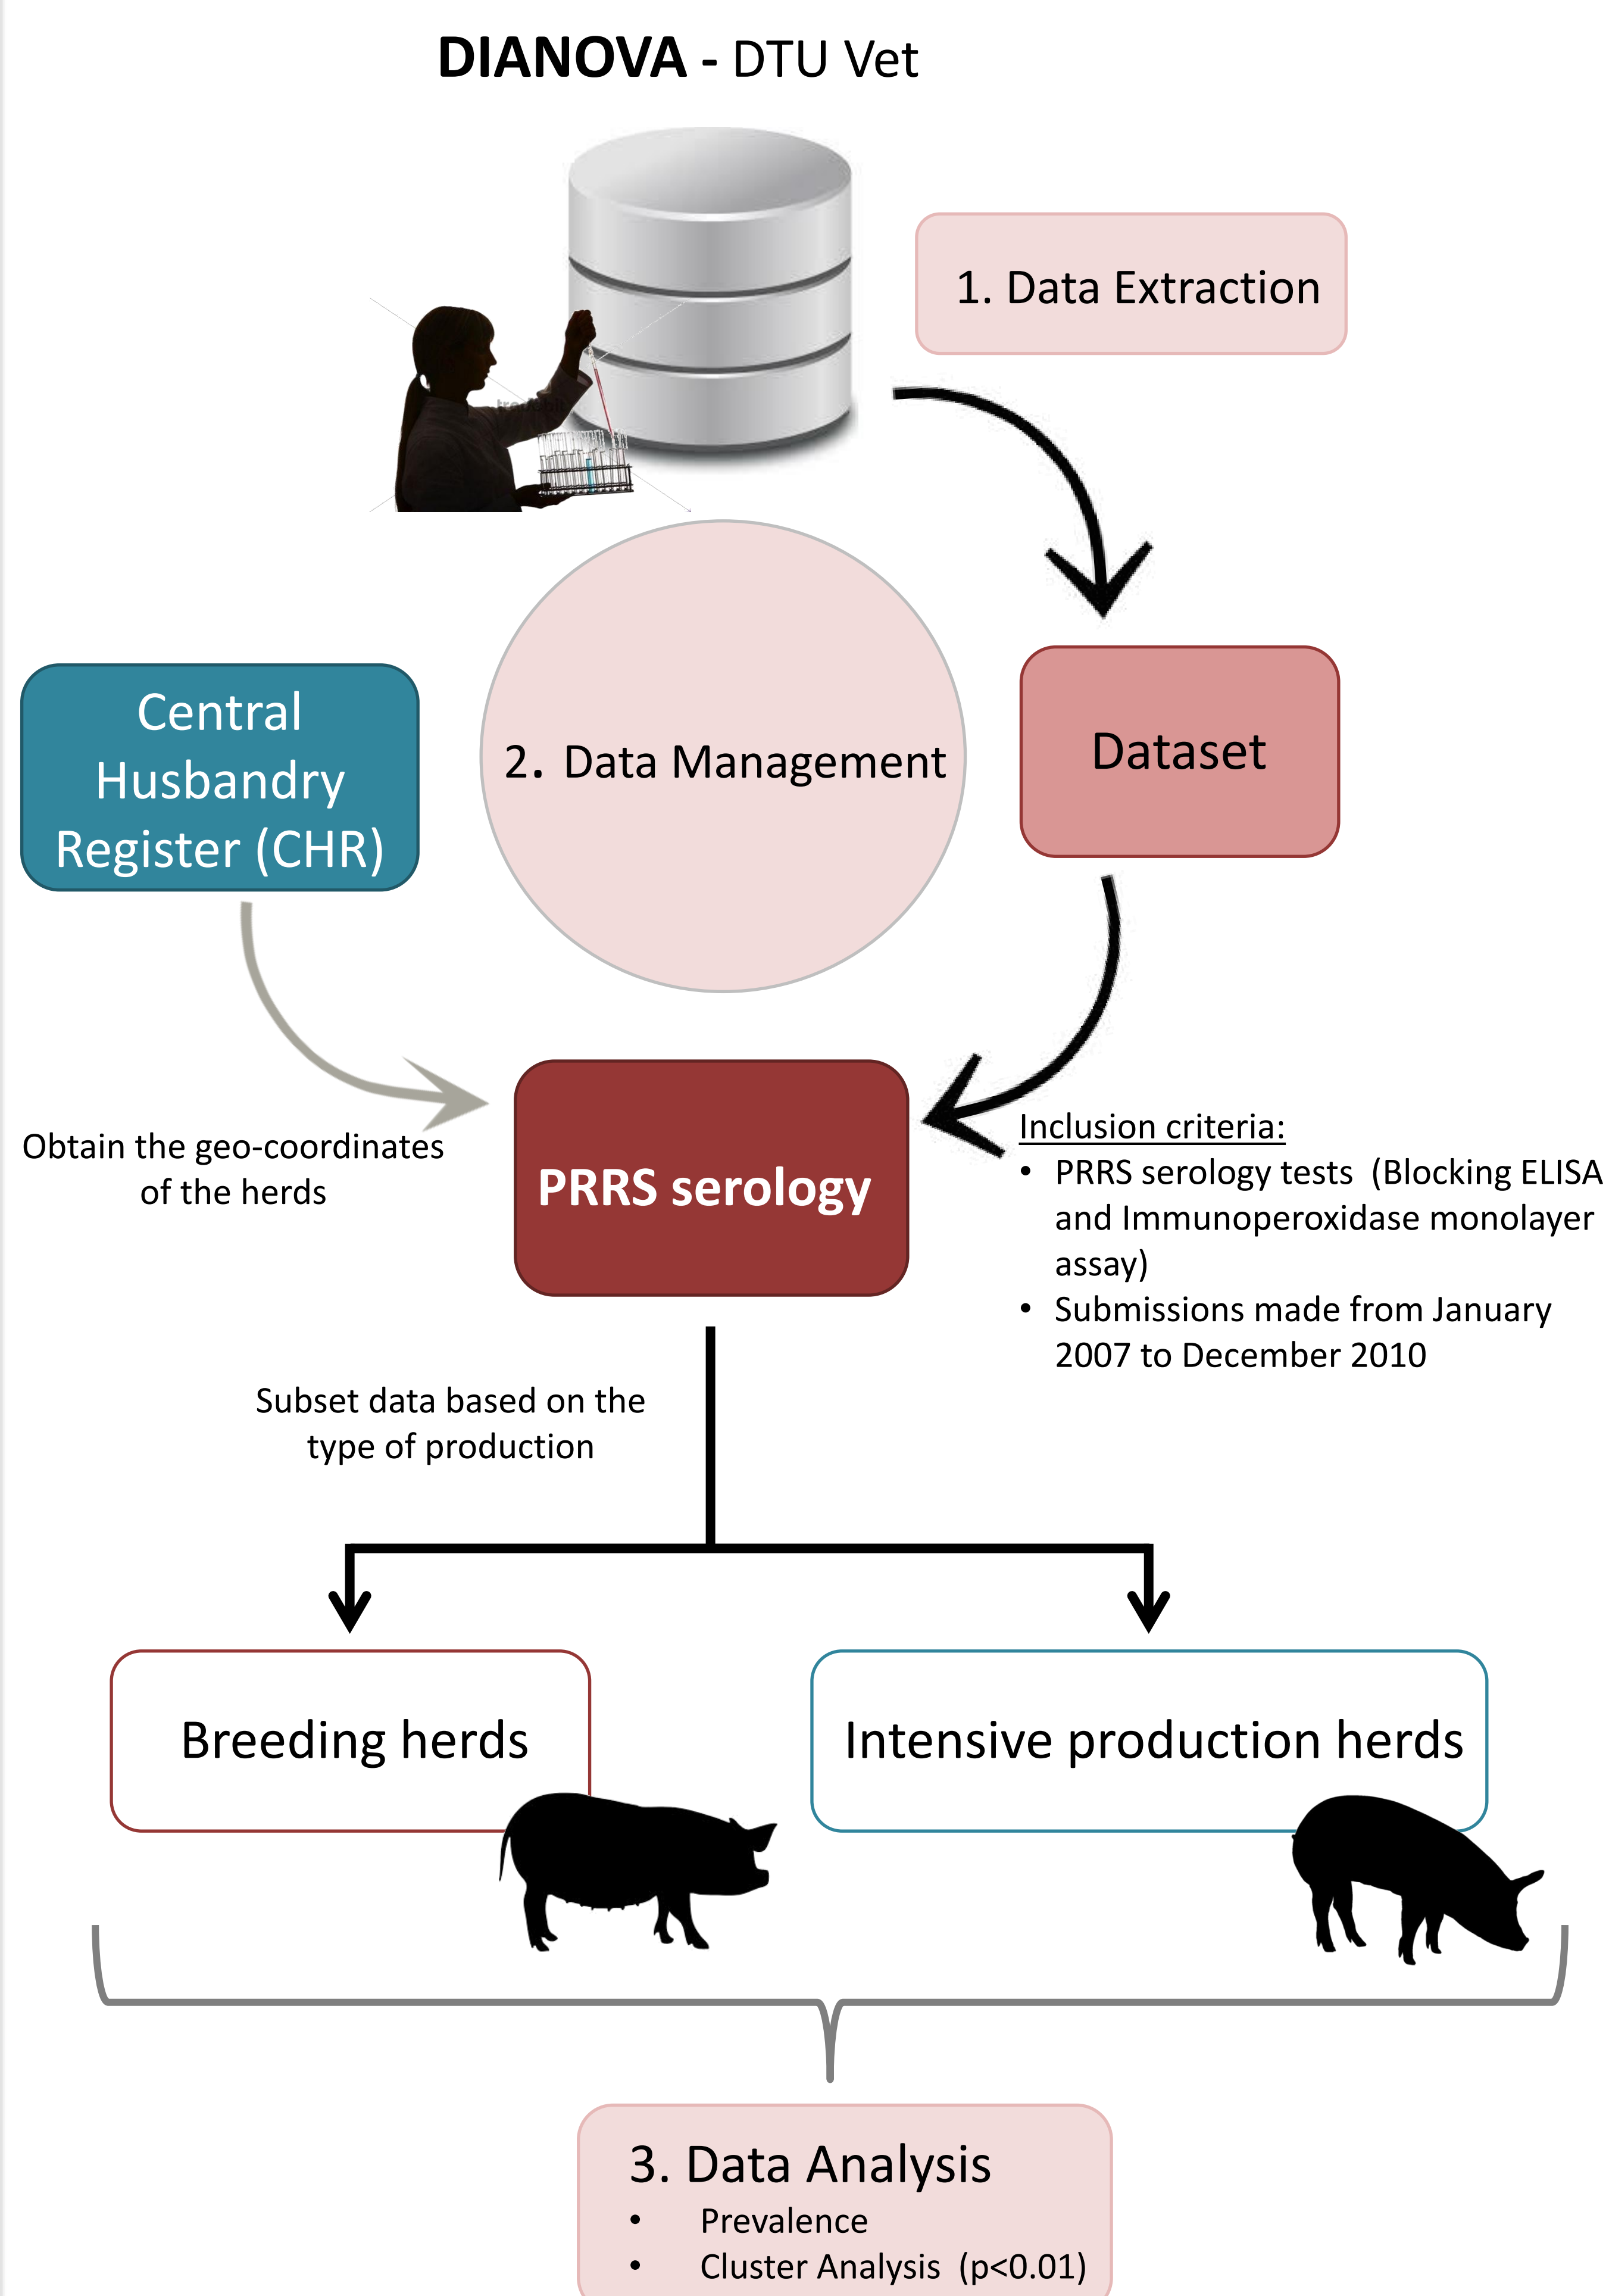 DIANOVA - DTU Vet
1. Data Extraction
Central
Husbandry
Register (CHR)
2. Data Management
Dataset
Obtain the geo-coordinates
of the herds
PRRS serology
Inclusion criteria:
• PRRS serology tests (Blocking ELISA
and Immunoperoxidase monolayer
assay)
• Submissions made from January
2007 to December 2010
Subset data based on the
type of production
Breeding herds
Intensive production herds
3. Data Analysis
• Prevalence
• Cluster Analysis (p<0.01)